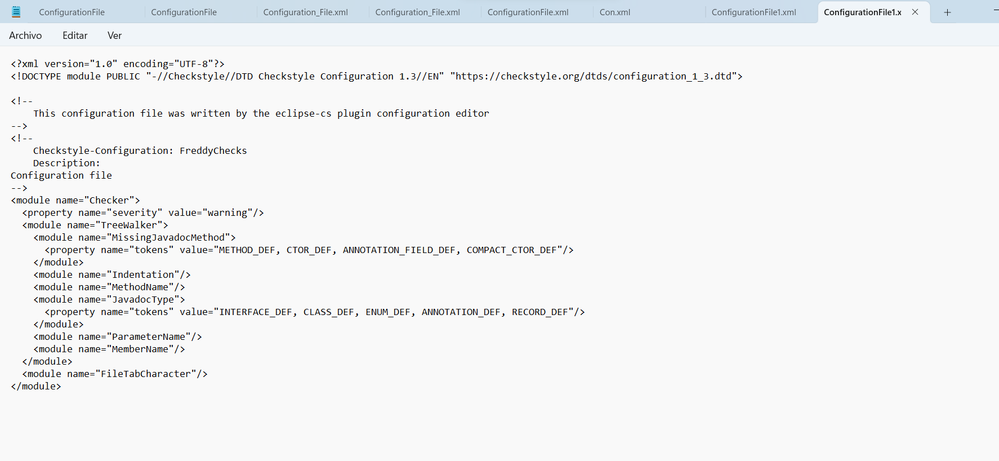 ConfigurationFile ConfigurationFile Configuration_File.xml Configuration_File.xml ConfigurationFile.xml Con.xml ConfigurationFile1.xml ConfigurationFile1.x
Archivo Editar Ver
<?xml version="1.0" encoding="UTF-8"?>
<!DOCTYPE module PUBLIC "-//Checkstyle//DTD Checkstyle Configuration 1.3//EN" "https://checkstyle.org/dtds/configuration_1_3.dtd">
<!--
    This configuration file was written by the eclipse-cs plugin configuration editor
-->
<!--
    Checkstyle-Configuration: FreddyChecks
    Description:
Configuration file
-->
<module name="Checker">
  <property name="severity" value="warning"/>
  <module name="TreeWalker">
    <module name="MissingJavadocMethod">
      <property name="tokens" value="METHOD_DEF, CTOR_DEF, ANNOTATION_FIELD_DEF, COMPACT_CTOR_DEF"/>
    </module>
    <module name="Indentation"/>
    <module name="MethodName"/>
    <module name="JavadocType">
      <property name="tokens" value="INTERFACE_DEF, CLASS_DEF, ENUM_DEF, ANNOTATION_DEF, RECORD_DEF"/>
    </module>
    <module name="ParameterName"/>
    <module name="MemberName"/>
  </module>
  <module name="FileTabCharacter"/>
</module>